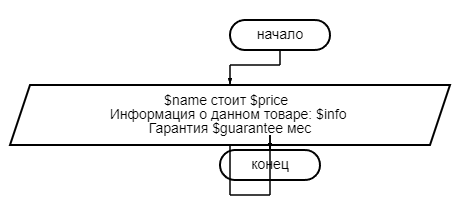 начало
$name стоит $price
Информация о данном товаре: $info
Гарантия $guarantee мес
конец